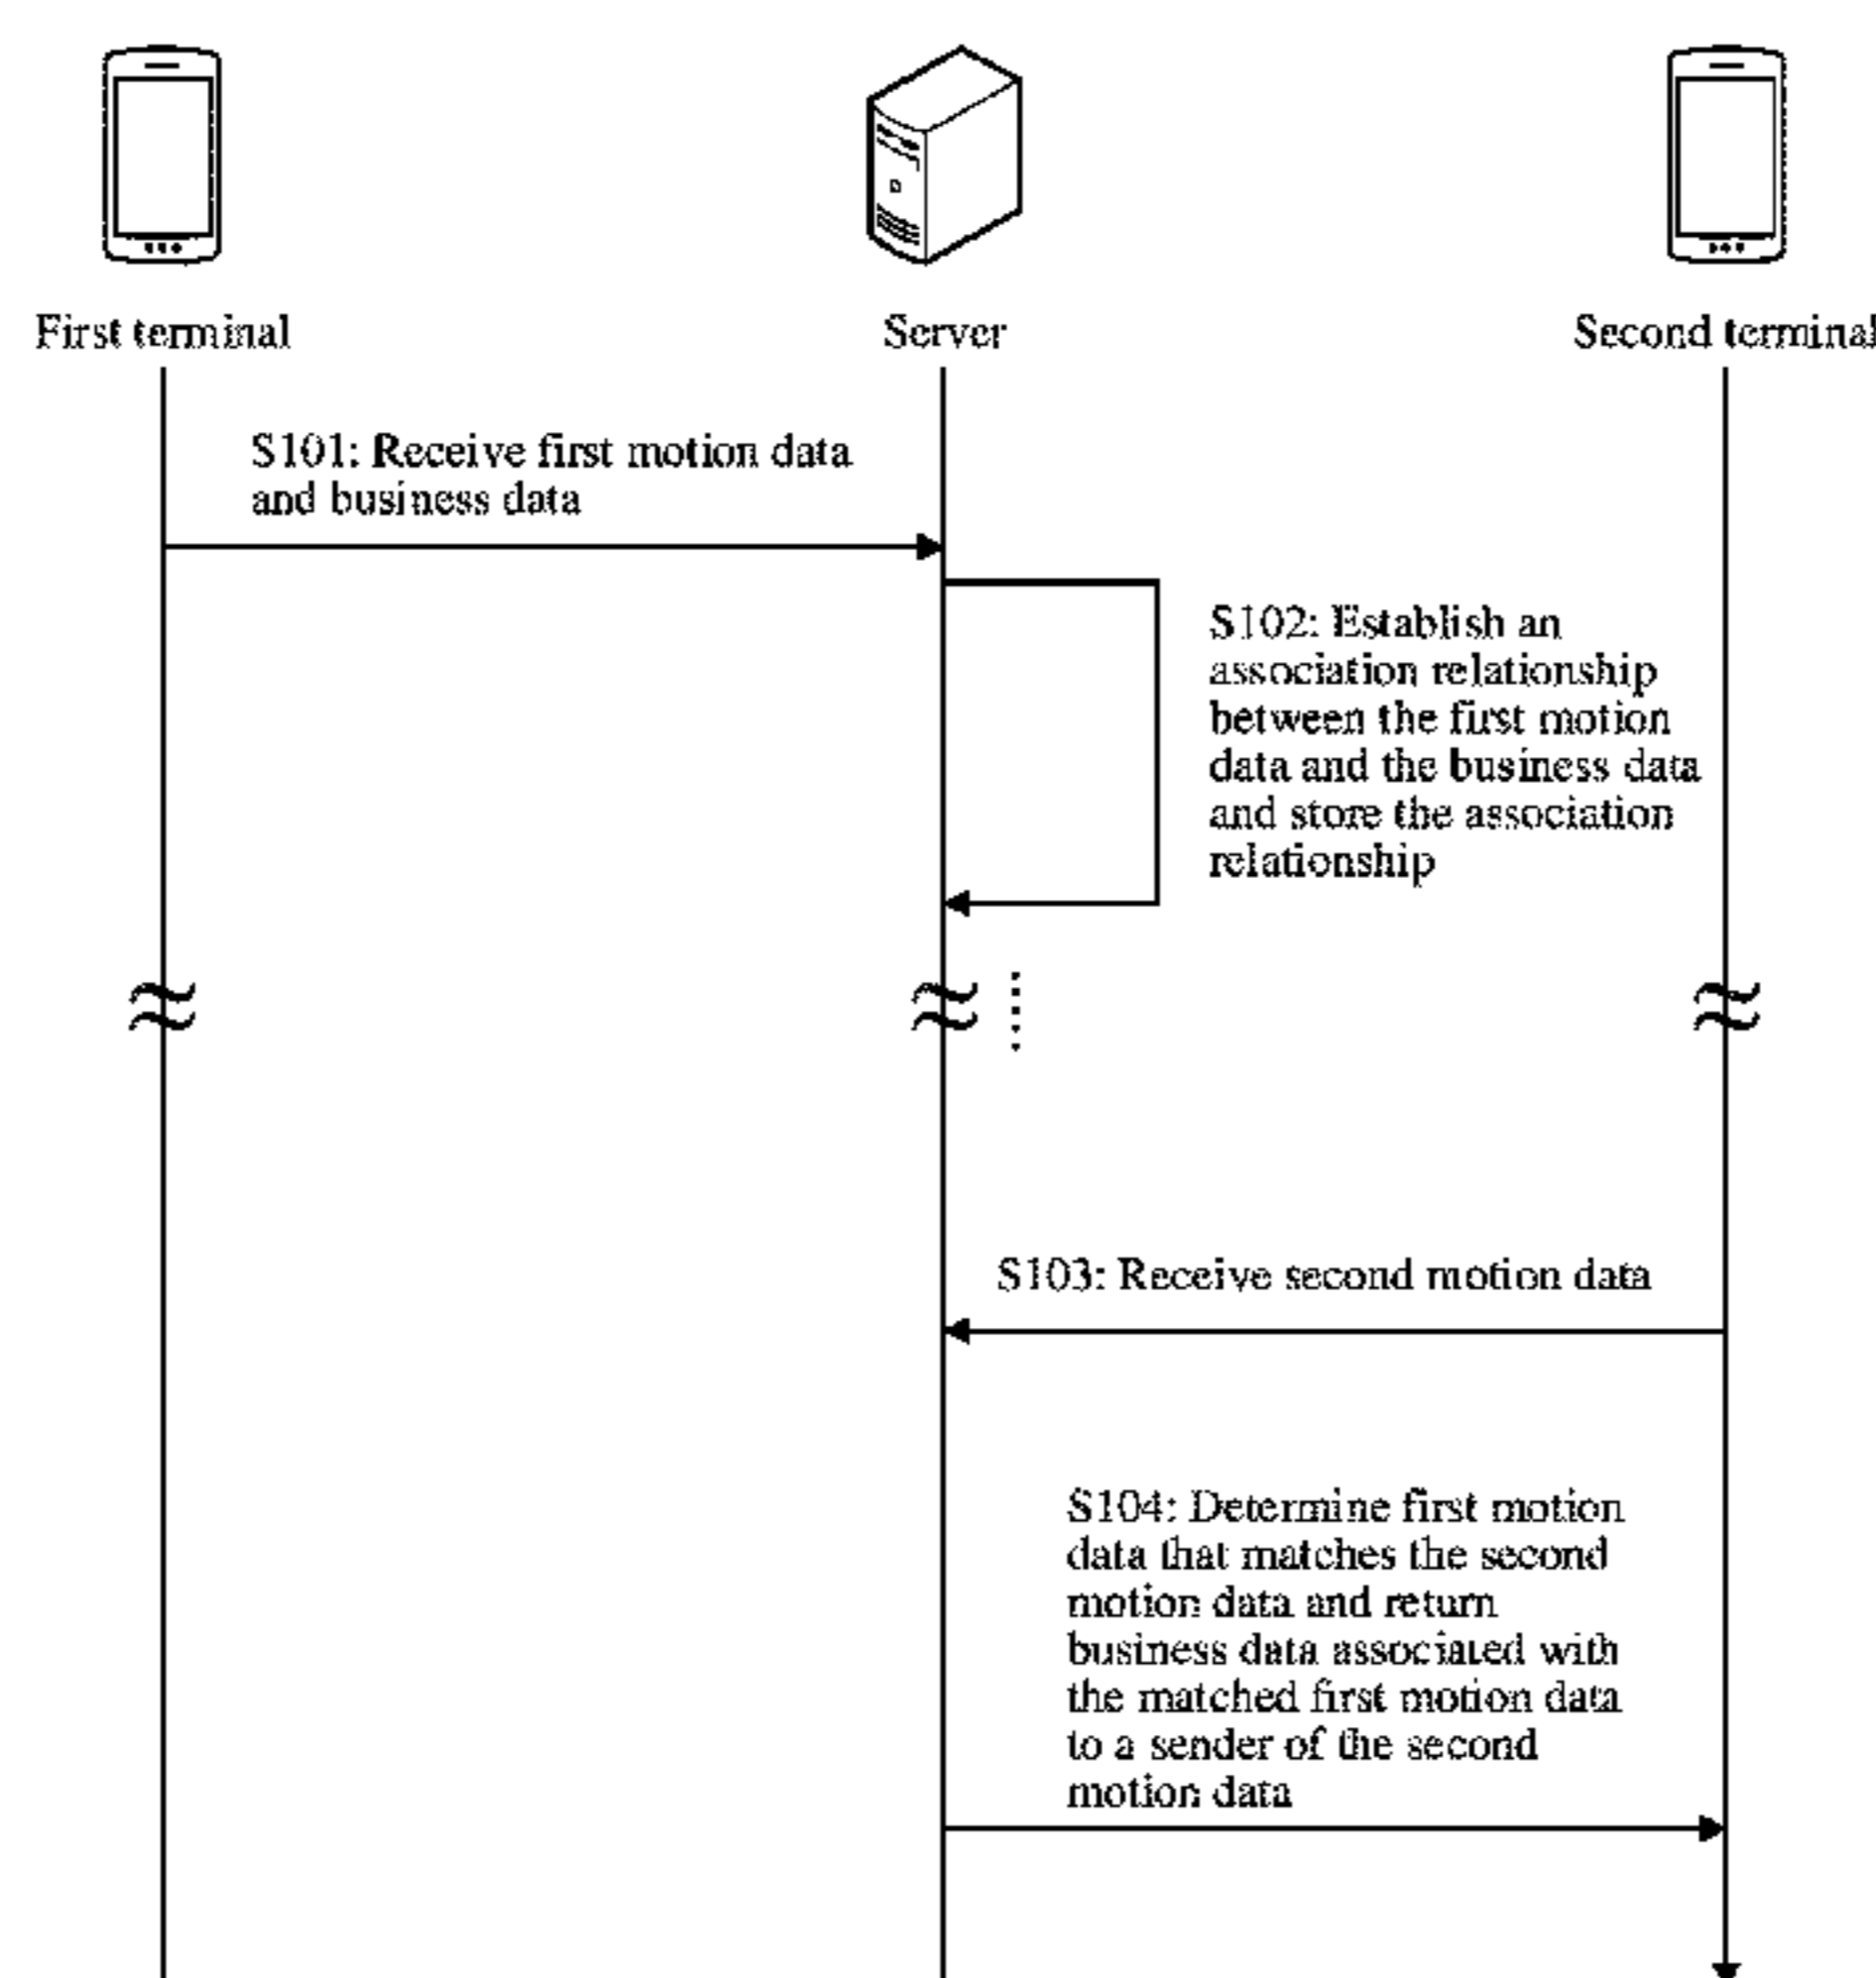 First terminal
Server
Second terminal
S101: Receive first motion data
and business data
S102: Establish an
association relationship
between the first motion
data and the business data
and store the association
relationship
S103: Receive second motion data
S104: Determine first motion
data that matches the second
motion data and return
business data associated with
the matched first motion data
to a sender of the second
motion data